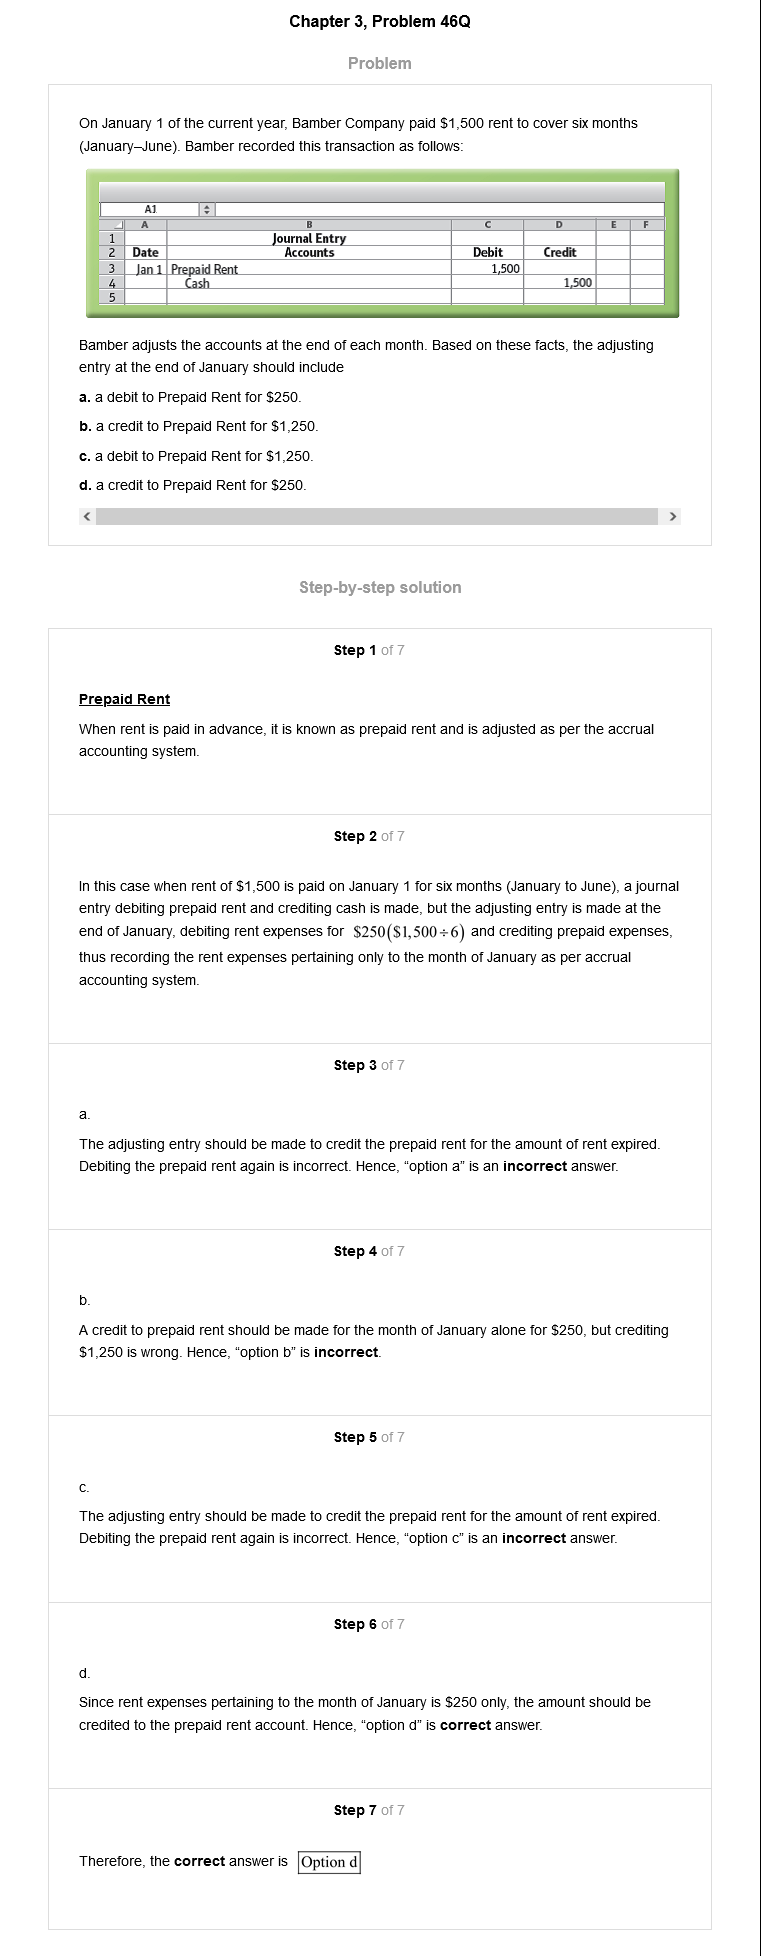 Chapter 3, Problem 46Q
Problem
On January 1 of the current year, Bamber Company paid $1,500 rent to cover six months
(January–June). Bamber recorded this transaction as follows:
A1
A B C D E F
1 Journal Entry
2 Date Accounts Debit Credit
3 Jan 1 Prepaid Rent 1,500
4 Cash 1,500
5
Bamber adjusts the accounts at the end of each month. Based on these facts, the adjusting
entry at the end of January should include
a. a debit to Prepaid Rent for $250.
b. a credit to Prepaid Rent for $1,250.
c. a debit to Prepaid Rent for $1,250.
d. a credit to Prepaid Rent for $250.
Step-by-step solution
Step 1 of 7
Prepaid Rent
When rent is paid in advance, it is known as prepaid rent and is adjusted as per the accrual
accounting system.
Step 2 of 7
In this case when rent of $1,500 is paid on January 1 for six months (January to June), a journal
entry debiting prepaid rent and crediting cash is made, but the adjusting entry is made at the
end of January, debiting rent expenses for $250($1,500÷6) and crediting prepaid expenses,
thus recording the rent expenses pertaining only to the month of January as per accrual
accounting system.
Step 3 of 7
a.
The adjusting entry should be made to credit the prepaid rent for the amount of rent expired.
Debiting the prepaid rent again is incorrect. Hence, “option a” is an incorrect answer.
Step 4 of 7
b.
A credit to prepaid rent should be made for the month of January alone for $250, but crediting
$1,250 is wrong. Hence, “option b” is incorrect.
Step 5 of 7
c.
The adjusting entry should be made to credit the prepaid rent for the amount of rent expired.
Debiting the prepaid rent again is incorrect. Hence, “option c” is an incorrect answer.
Step 6 of 7
d.
Since rent expenses pertaining to the month of January is $250 only, the amount should be
credited to the prepaid rent account. Hence, “option d” is correct answer.
Step 7 of 7
Therefore, the correct answer is Option d